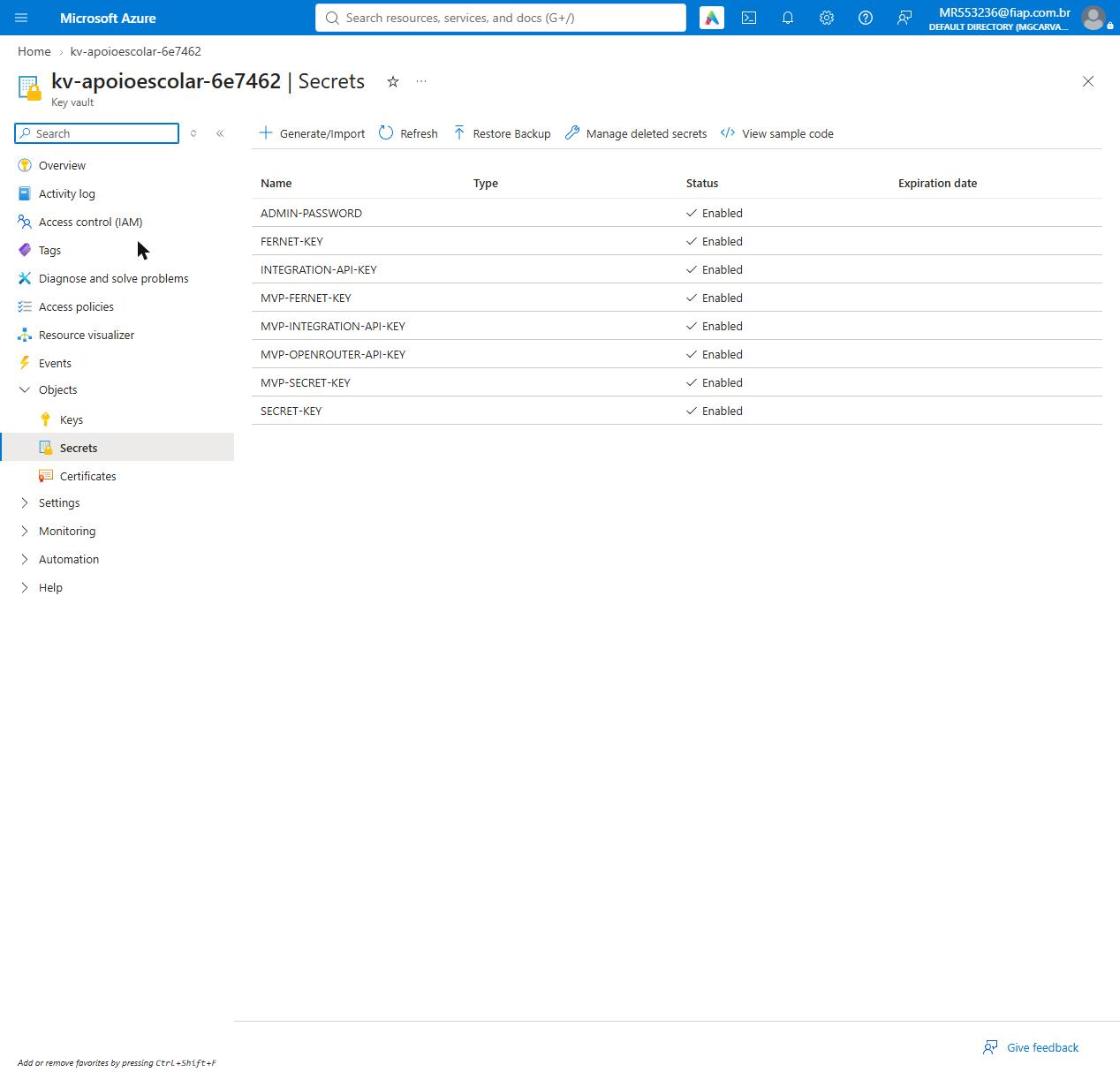 Microsoft Azure
Search resources, services, and docs (G+/)
MR553236@fiap.com.br
DEFAULT DIRECTORY (MGCARVA...
Home > kv-apoioescolar-6e7462
kv-apoioescolar-6e7462 | Secrets
Key vault
Search
Generate/Import
Refresh
Restore Backup
Manage deleted secrets
View sample code
Overview
Activity log
Access control (IAM)
Tags
Diagnose and solve problems
Access policies
Resource visualizer
Events
Objects
Keys
Secrets
Certificates
Settings
Monitoring
Automation
Help
Name Type Status Expiration date
ADMIN-PASSWORD Enabled
FERNET-KEY Enabled
INTEGRATION-API-KEY Enabled
MVP-FERNET-KEY Enabled
MVP-INTEGRATION-API-KEY Enabled
MVP-OPENROUTER-API-KEY Enabled
MVP-SECRET-KEY Enabled
SECRET-KEY Enabled
Give feedback
Add or remove favorites by pressing Ctrl+Shift+F